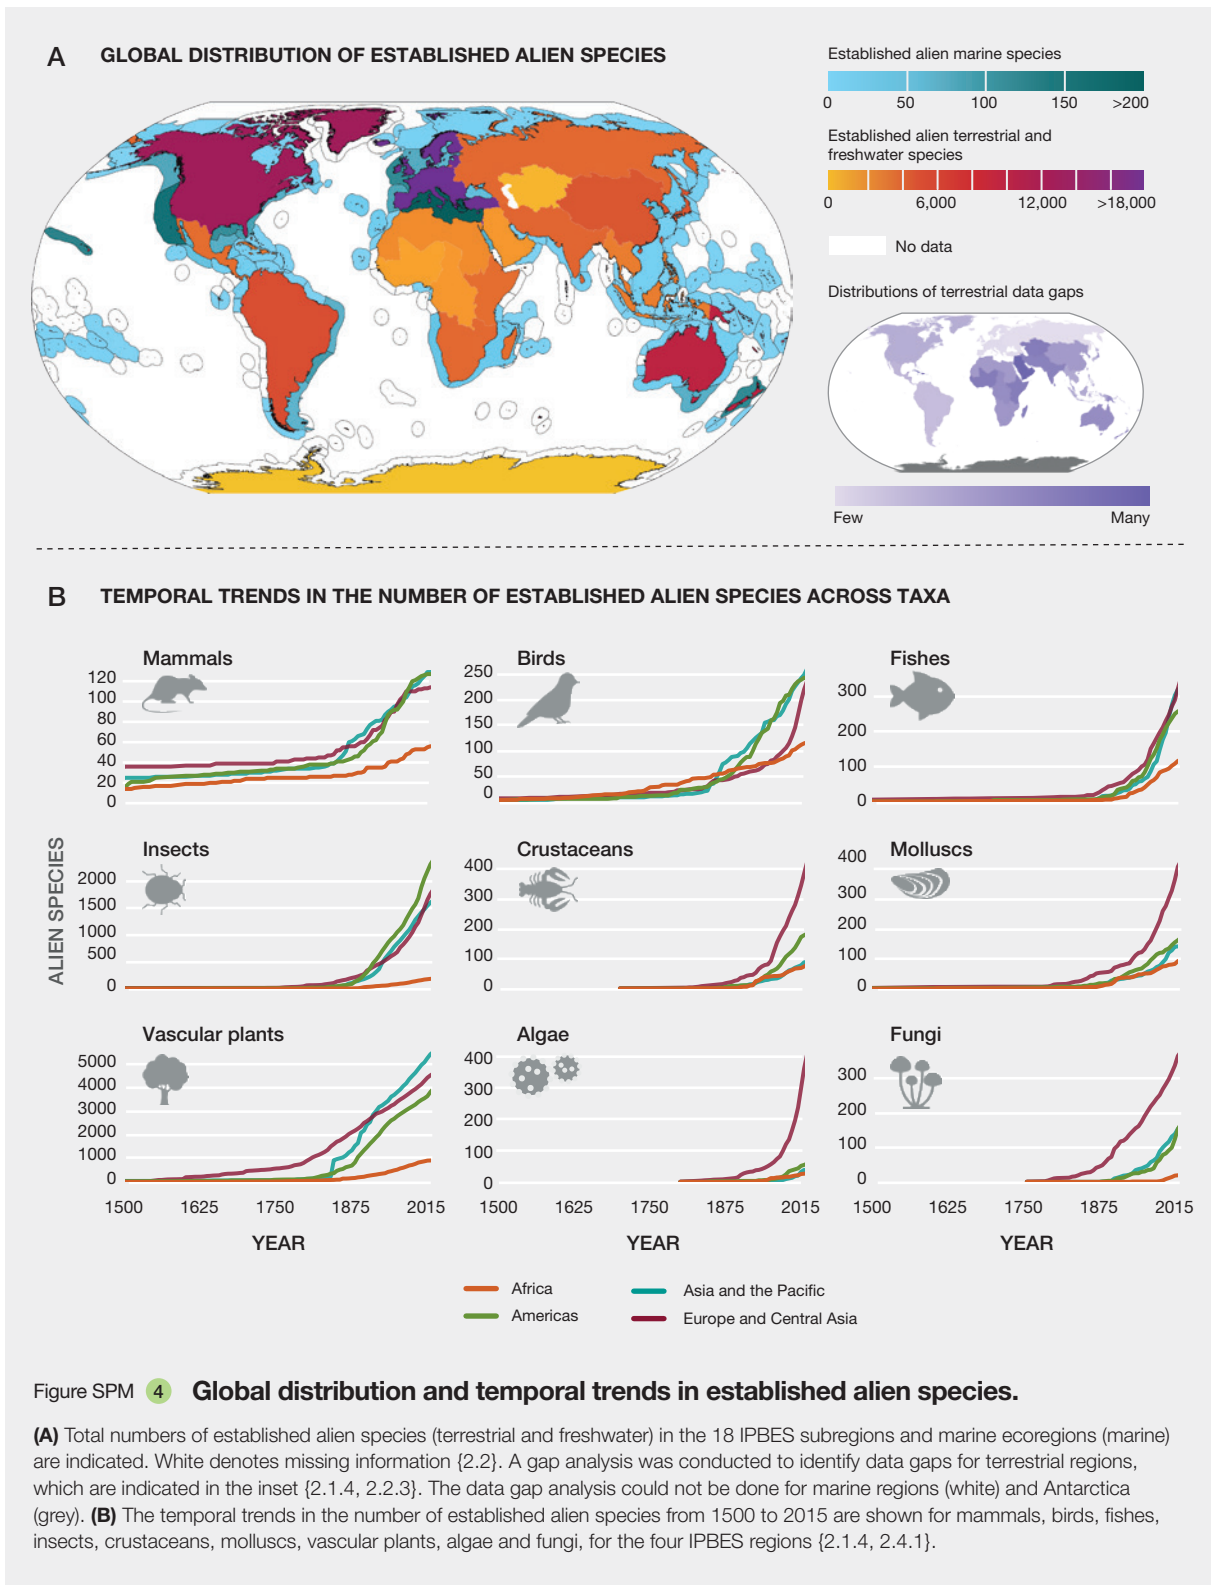 A GLOBAL DISTRIBUTION OF ESTABLISHED ALIEN SPECIES
Established alien marine species
0 50 100 150 >200
Established alien terrestrial and
freshwater species
0 6,000 12,000 >18,000
No data
Distributions of terrestrial data gaps
Few Many
B TEMPORAL TRENDS IN THE NUMBER OF ESTABLISHED ALIEN SPECIES ACROSS TAXA
ALIEN SPECIES
Mammals
120
100
80
60
40
20
0
Birds
250
200
150
100
50
0
Fishes
300
200
100
0
Insects
2000
1500
1000
500
0
Crustaceans
400
300
200
100
0
Molluscs
400
300
200
100
0
Vascular plants
5000
4000
3000
2000
1000
0
1500 1625 1750 1875 2015
YEAR
Algae
400
300
200
100
0
1500 1625 1750 1875 2015
YEAR
Fungi
300
200
100
0
1500 1625 1750 1875 2015
YEAR
Africa
Americas
Asia and the Pacific
Europe and Central Asia
Figure SPM 4 Global distribution and temporal trends in established alien species.
(A) Total numbers of established alien species (terrestrial and freshwater) in the 18 IPBES subregions and marine ecoregions (marine)
are indicated. White denotes missing information {2.2}. A gap analysis was conducted to identify data gaps for terrestrial regions,
which are indicated in the inset {2.1.4, 2.2.3}. The data gap analysis could not be done for marine regions (white) and Antarctica
(grey). (B) The temporal trends in the number of established alien species from 1500 to 2015 are shown for mammals, birds, fishes,
insects, crustaceans, molluscs, vascular plants, algae and fungi, for the four IPBES regions {2.1.4, 2.4.1}.